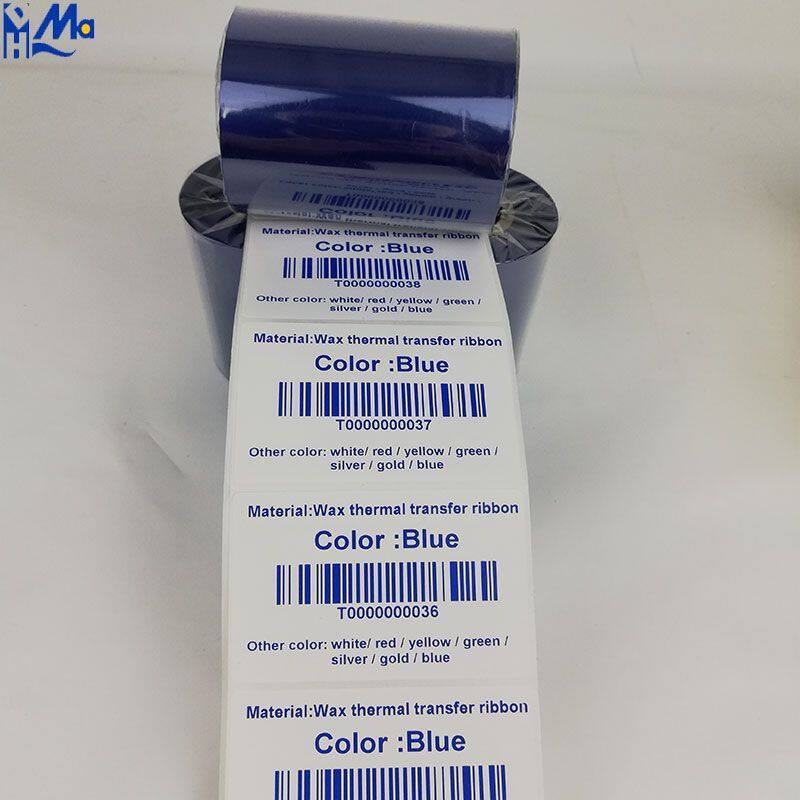 Ma
Material:Wax thermal transfer ribbon
Color :Blue
T0000000038
Other color: white/ red / yellow / green /
silver / gold / blue
Material:Wax thermal transfer ribbon
Color :Blue
T0000000037
Other color: white/ red / yellow / green /
silver / gold / blue
Material:Wax thermal transfer ribbon
Color :Blue
T0000000036
Other color: white/ red / yellow / green /
silver / gold / blue
Material:Wax thermal transfer ribbon
Color :Blue